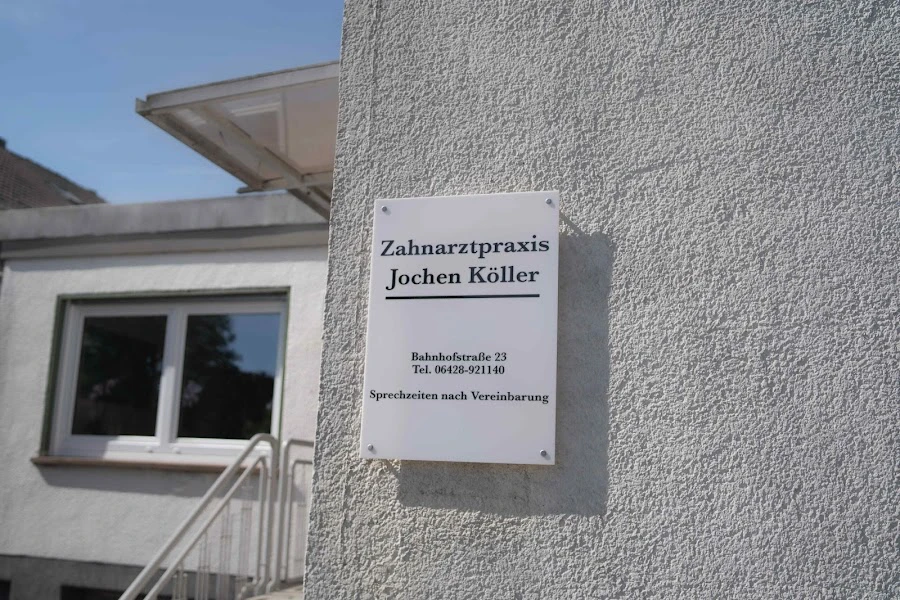 Zahnarztpraxis
Jochen Köller
Bahnhofstraße 23
Tel. 06428-921140
Sprechzeiten nach Vereinbarung